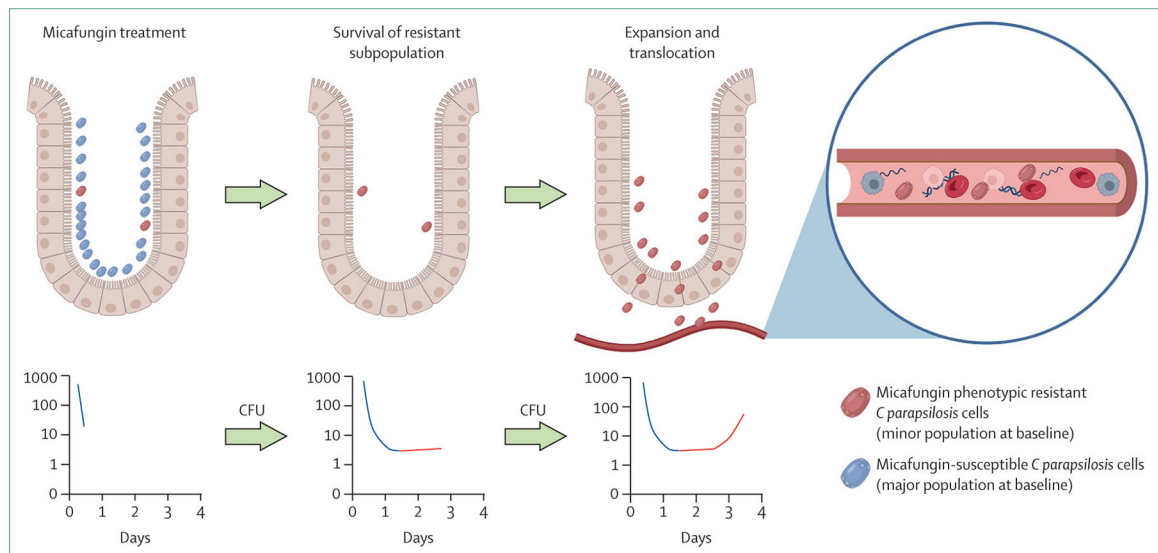 Micafungin treatment
Survival of resistant
subpopulation
Expansion and
translocation
1000
100
10
1
0
0 1 2 3 4
Days
CFU
1000
100
10
1
0
0 1 2 3 4
Days
CFU
1000
100
10
1
0
0 1 2 3 4
Days
Micafungin phenotypic resistant
C parapsilosis cells
(minor population at baseline)
Micafungin-susceptible C parapsilosis cells
(major population at baseline)